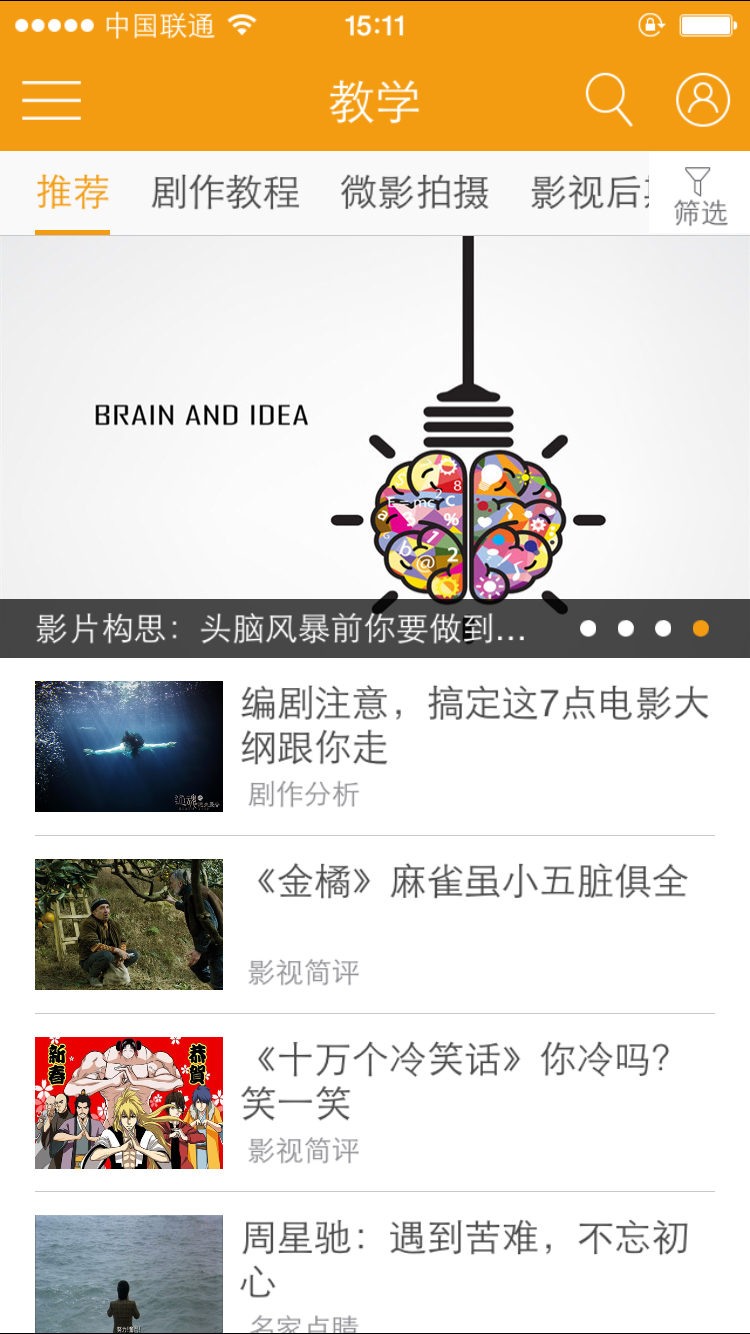 中国联通 15:11
教学
推荐 剧作教程 微影拍摄 影视后
筛选
BRAIN AND IDEA
影片构思：头脑风暴前你要做到...
编剧注意，搞定这7点电影大
纲跟你走
剧作分析
《金橘》麻雀虽小五脏俱全
影视简评
新春 恭賀
《十万个冷笑话》你冷吗？
笑一笑
影视简评
周星驰：遇到苦难，不忘初
心
名家点睛